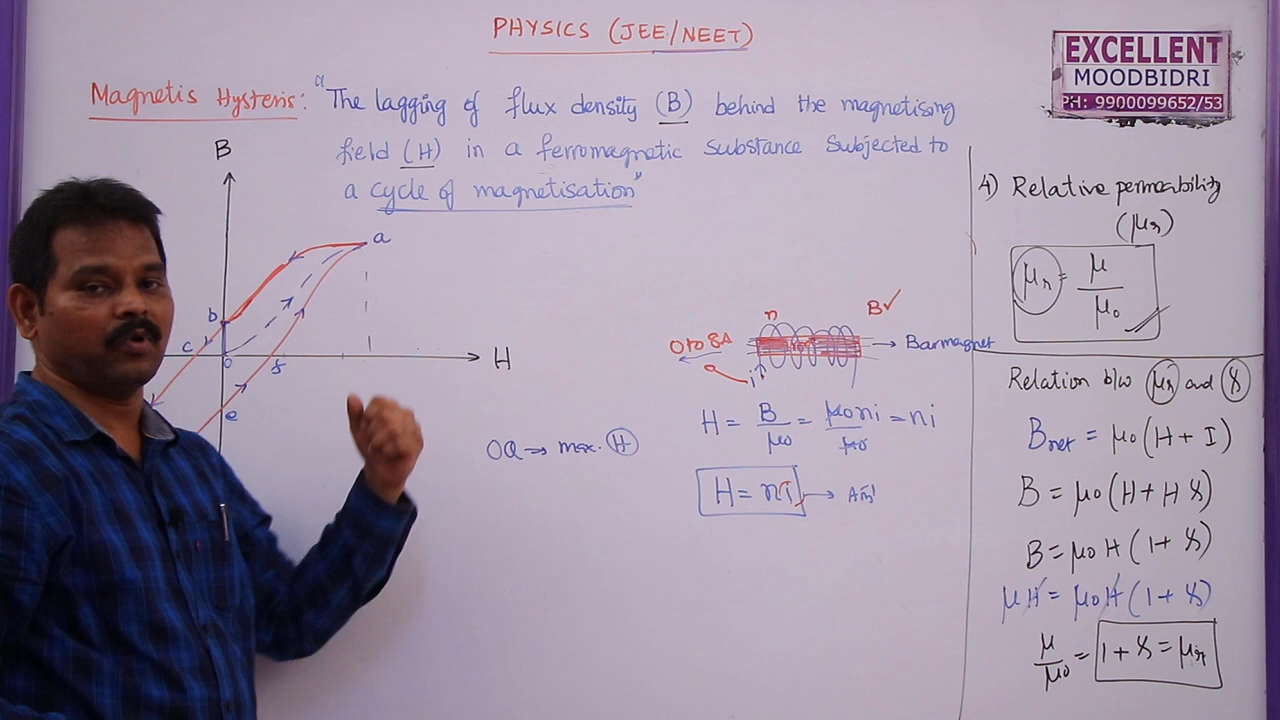 PHYSICS (JEE/NEET)
EXCELLENT
MOODBIDRI
PH: 9900099652/53
Magnetis Hysteris: "The lagging of flux density (B) behind the magnetising
field (H) in a ferromagnetic substance subjected to
a cycle of magnetisation"
B
a
b
c
o
f
e
H
OA → max. (H)
n
B✓
0 to 8A
i
Barmagnet
H = B/μ0 = μ0ni/μ0 = ni
H = ni → Am⁻¹
4) Relative permeability
(μr)
μr = μ/μ0
Relation b/w μr and χ
Bnet = μ0(H + I)
B = μ0(H + Hχ)
B = μ0H(1 + χ)
μH = μ0H(1 + χ)
μ/μ0 = 1 + χ = μr